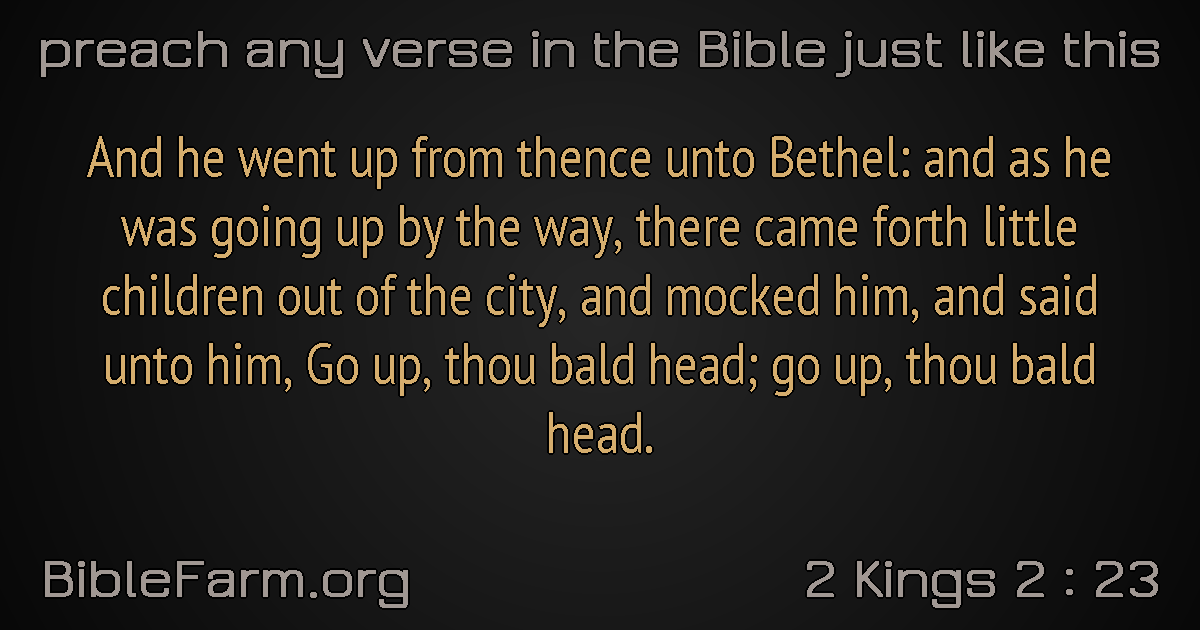 preach any verse in the Bible just like this
And he went up from thence unto Bethel: and as he
was going up by the way, there came forth little
children out of the city, and mocked him, and said
unto him, Go up, thou bald head; go up, thou bald
head.
BibleFarm.org
2 Kings 2 : 23